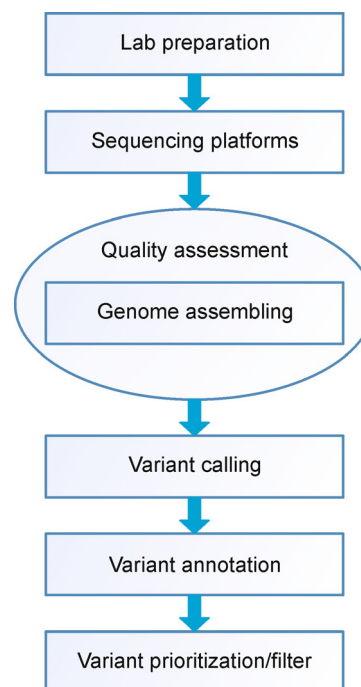 Lab preparation
Sequencing platforms
Quality assessment
Genome assembling
Variant calling
Variant annotation
Variant prioritization/filter